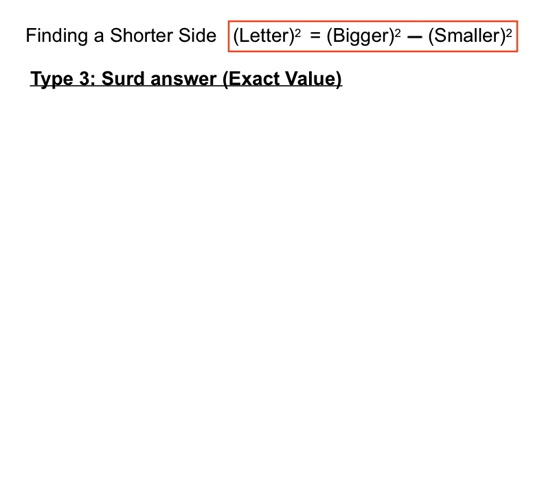 Finding a Shorter Side (Letter)² = (Bigger)² – (Smaller)²
Type 3: Surd answer (Exact Value)